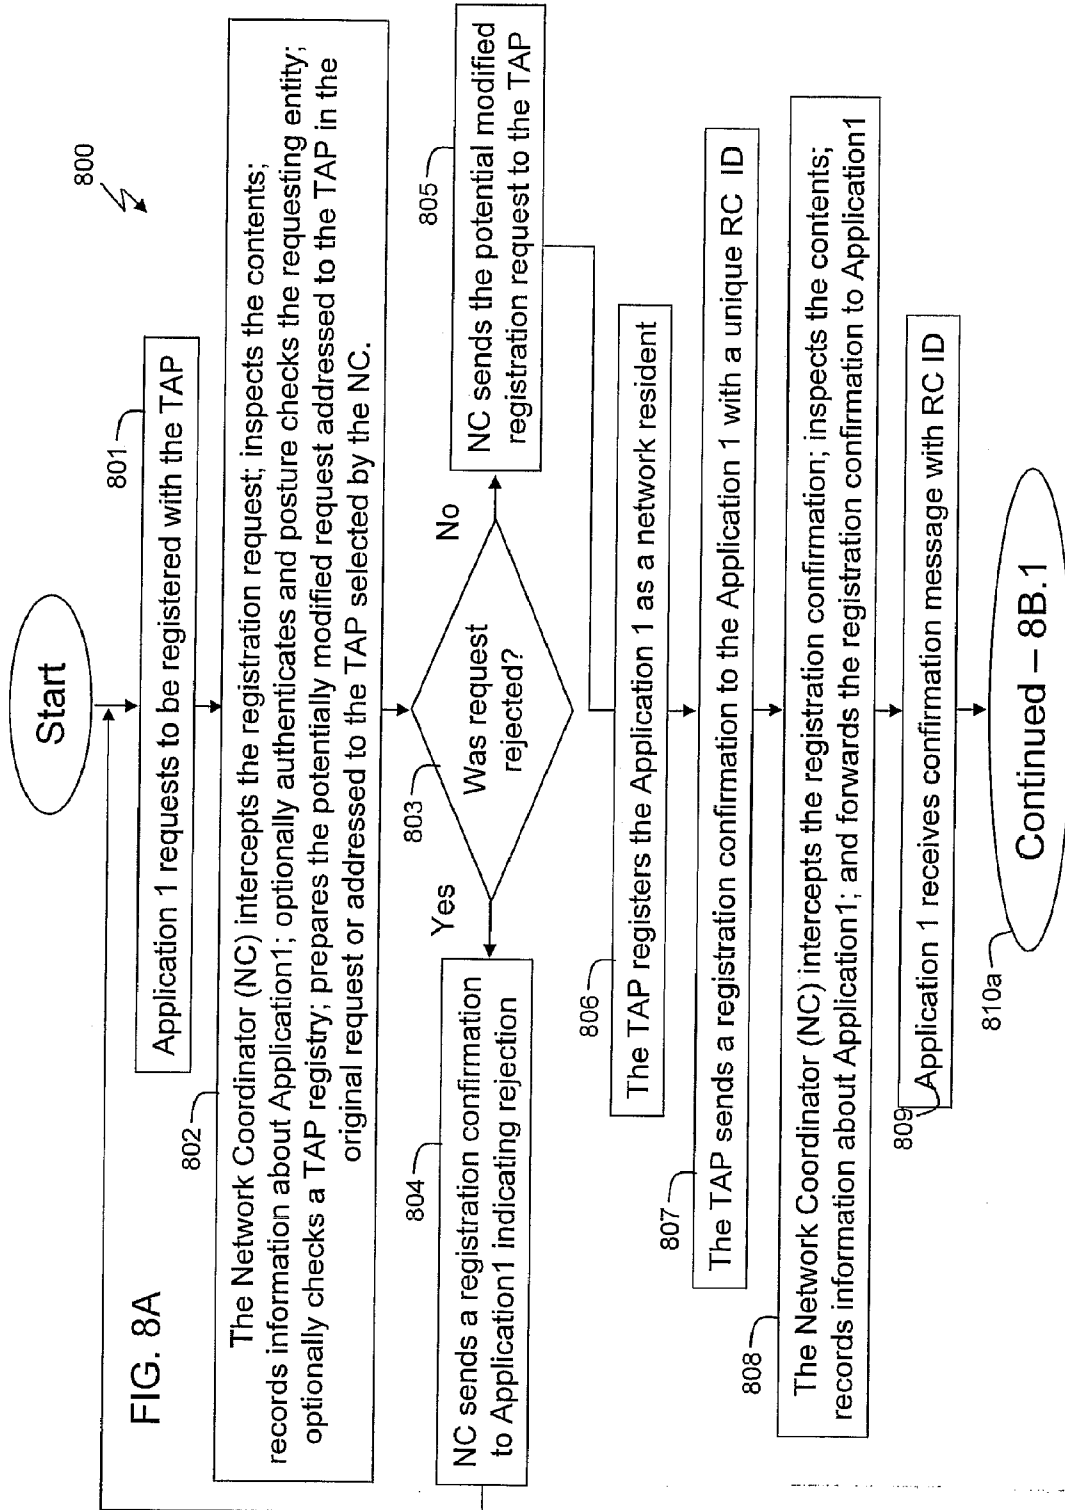 FIG. 8A
800
Start
801
Application 1 requests to be registered with the TAP
802
The Network Coordinator (NC) intercepts the registration request; inspects the contents;
records information about Application1; optionally authenticates and posture checks the requesting entity;
optionally checks a TAP registry; prepares the potentially modified request addressed to the TAP in the
original request or addressed to the TAP selected by the NC.
803
Was request
rejected?
Yes
No
804
NC sends a registration confirmation
to Application1 indicating rejection
805
NC sends the potential modified
registration request to the TAP
806
The TAP registers the Application 1 as a network resident
807
The TAP sends a registration confirmation to the Application 1 with a unique RC ID
808
The Network Coordinator (NC) intercepts the registration confirmation; inspects the contents;
records information about Application1; and forwards the registration confirmation to Application1
809
Application 1 receives confirmation message with RC ID
810a
Continued – 8B.1